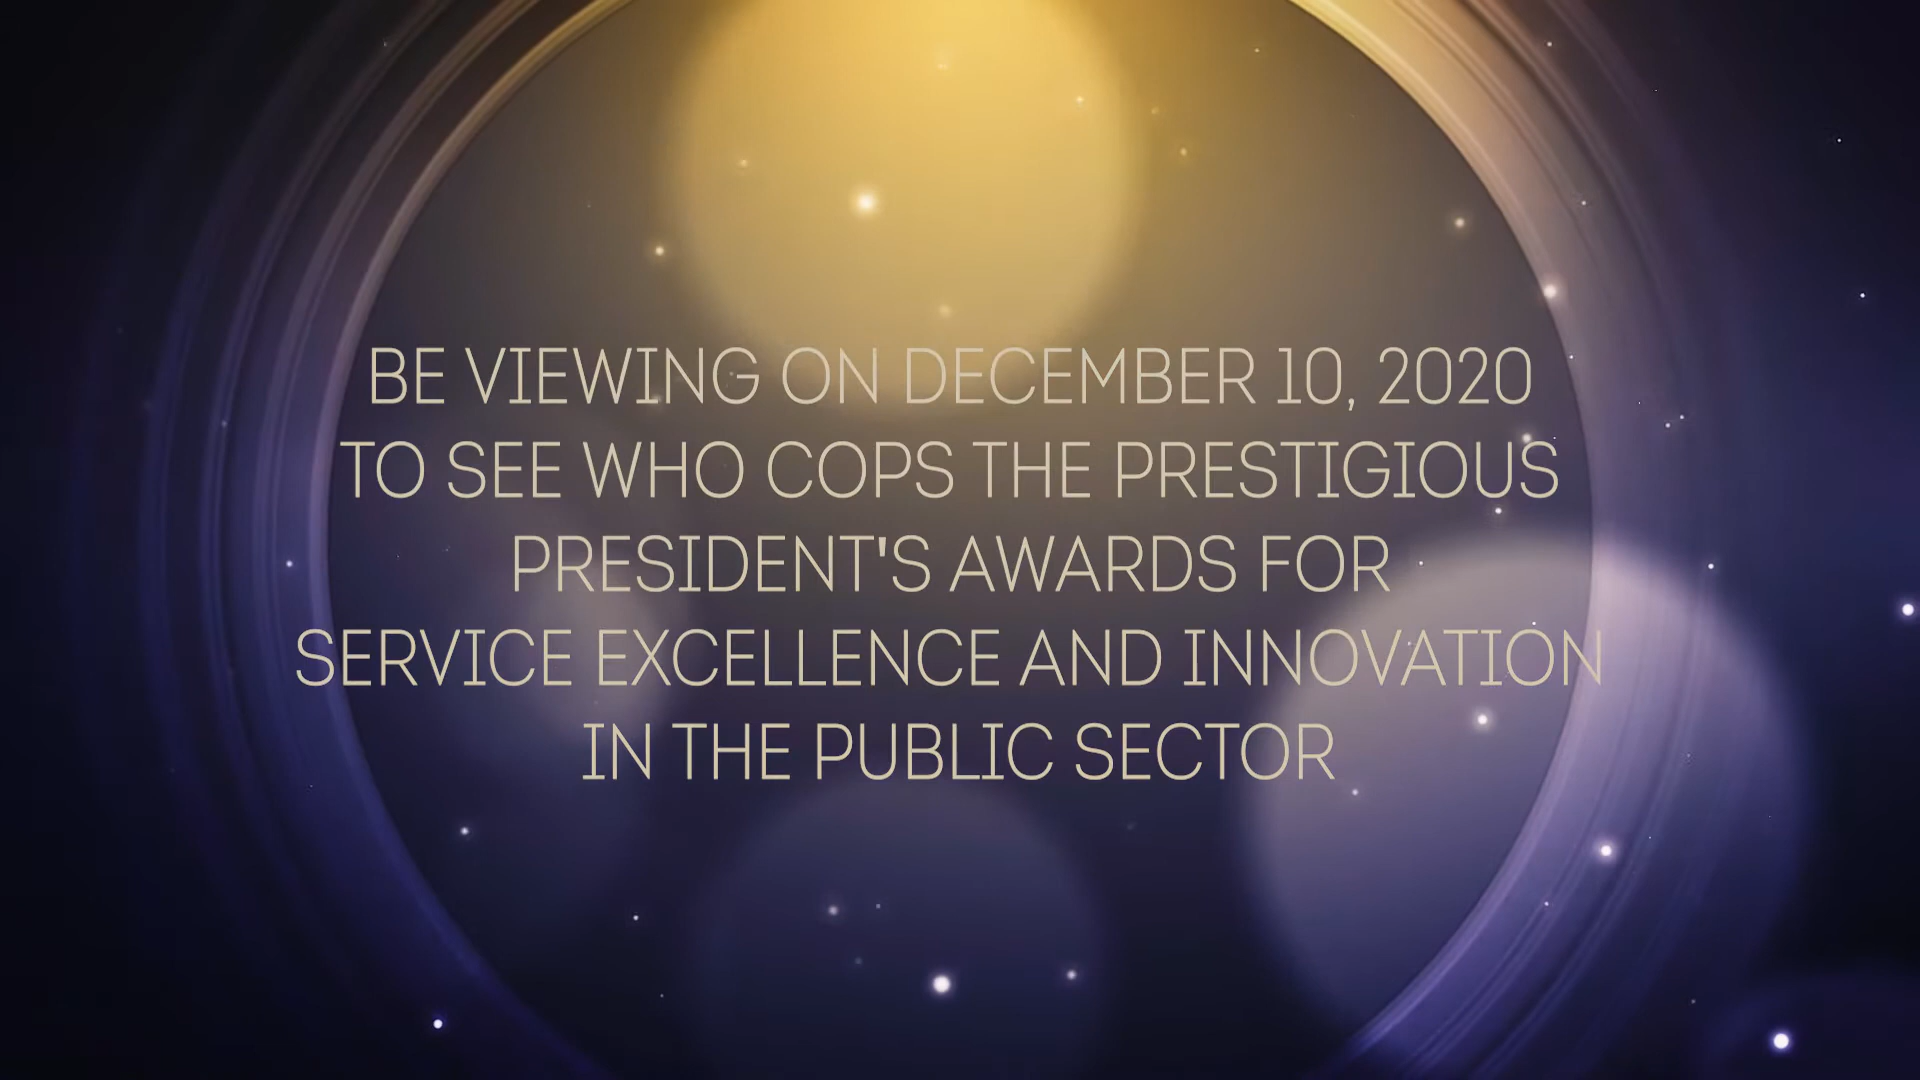 BE VIEWING ON DECEMBER 10, 2020
TO SEE WHO COPS THE PRESTIGIOUS
PRESIDENT'S AWARDS FOR
SERVICE EXCELLENCE AND INNOVATION
IN THE PUBLIC SECTOR